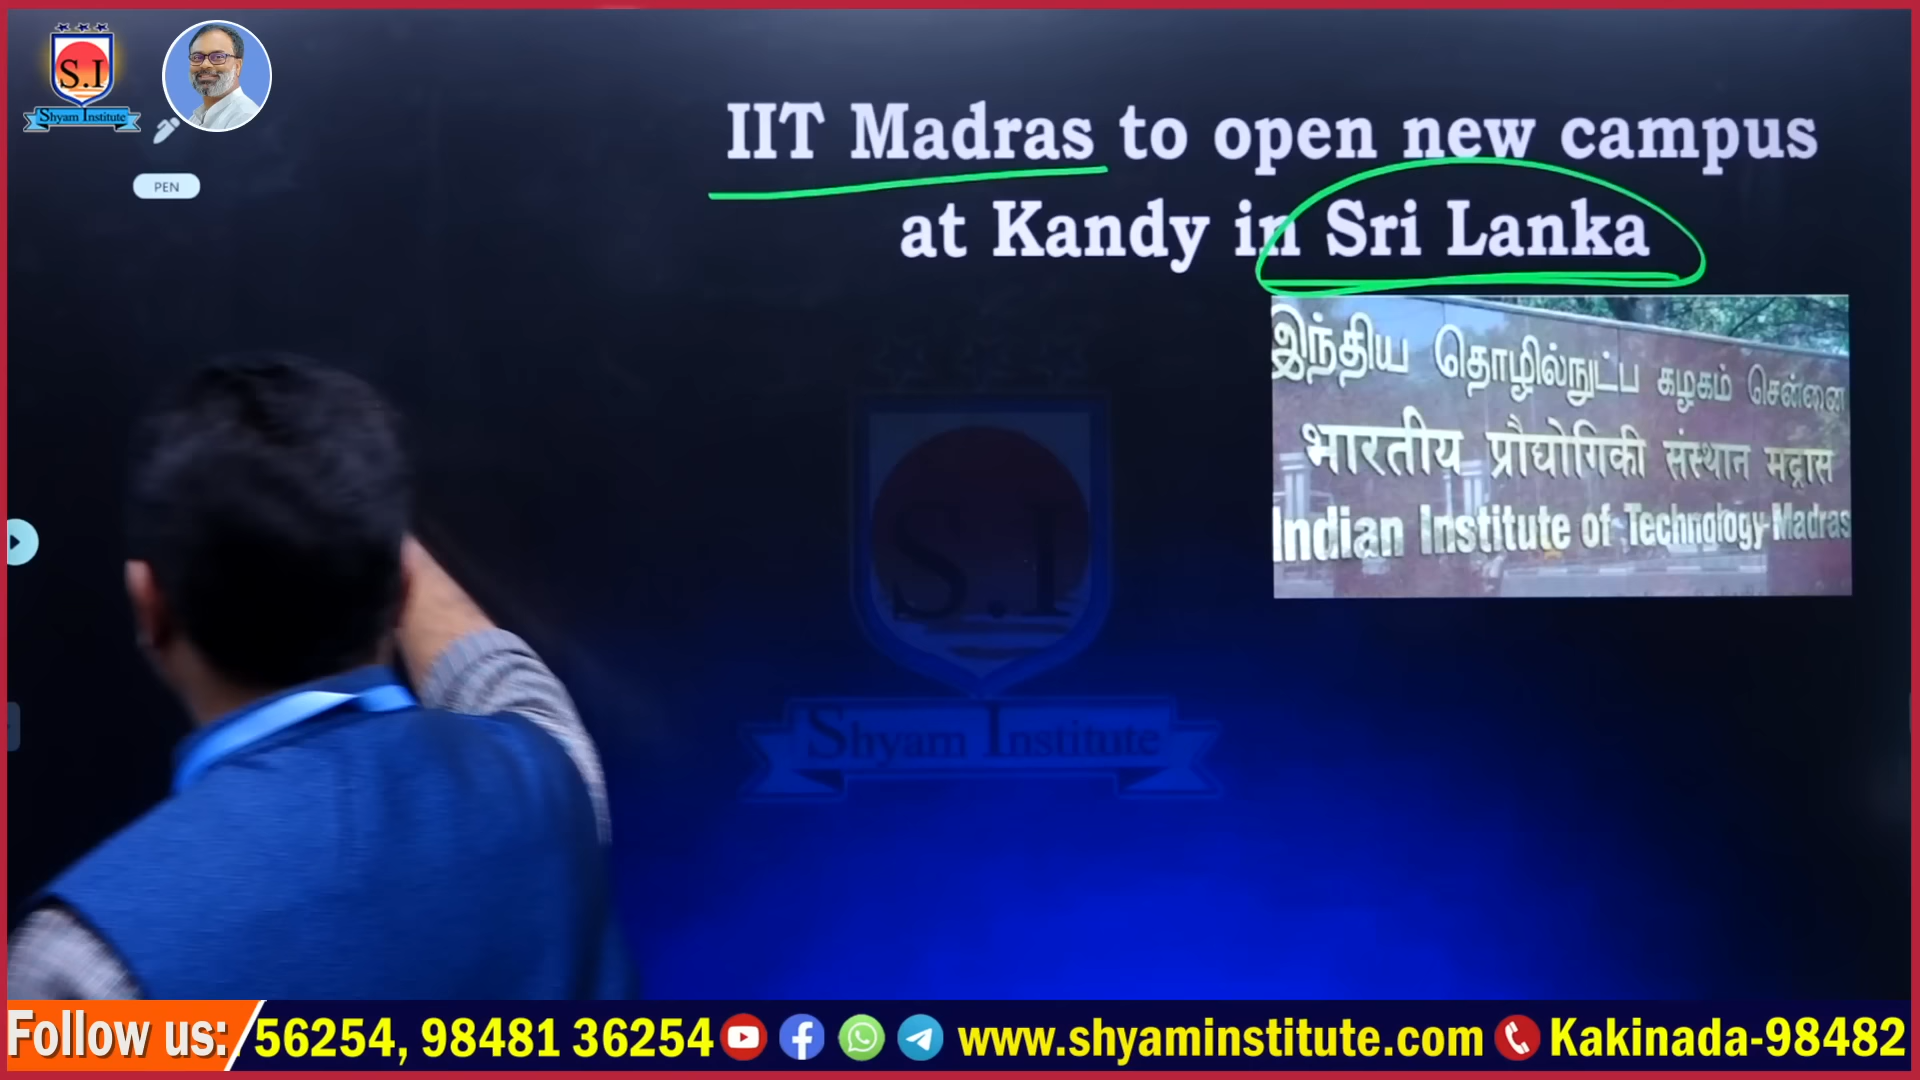 S.I
Shyam Institute
PEN
IIT Madras to open new campus
at Kandy in Sri Lanka
இந்திய தொழில்நுட்ப கழகம் சென்னை
भारतीय प्रौद्योगिकी संस्थान मद्रास
Indian Institute of Technology Madras
S.I
Shyam Institute
Follow us: 56254, 98481 36254 www.shyaminstitute.com Kakinada-98482